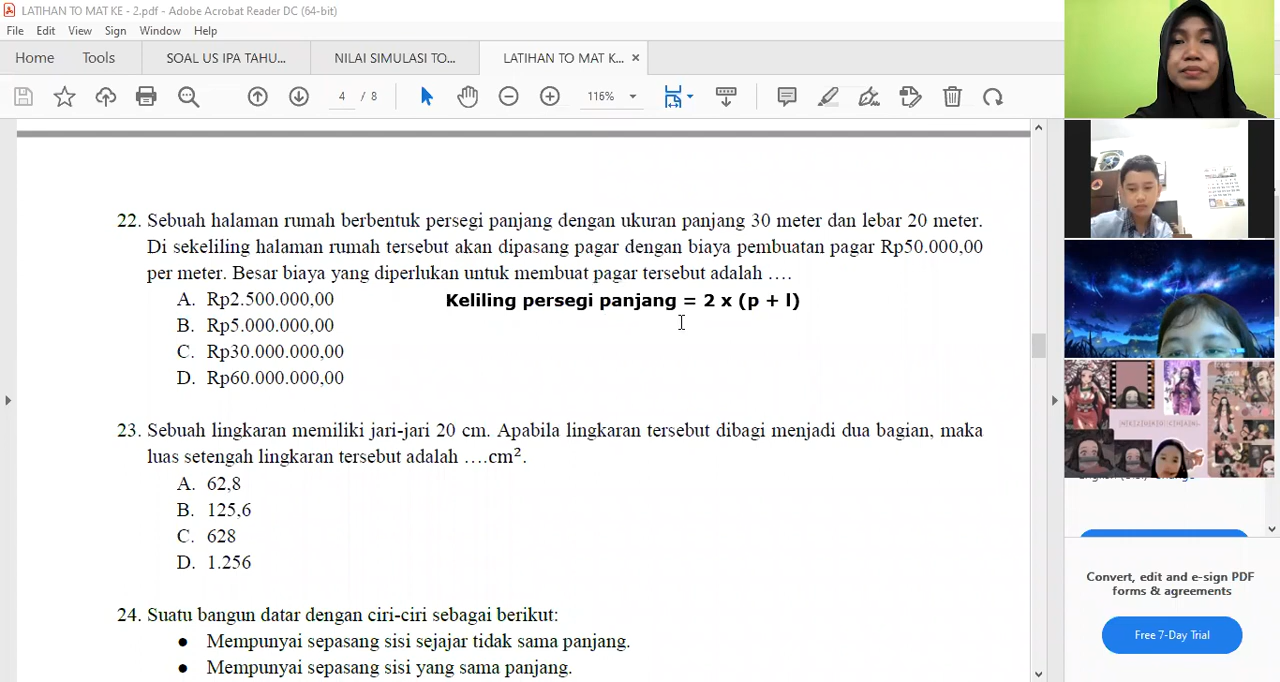 LATIHAN TO MAT KE - 2.pdf - Adobe Acrobat Reader DC (64-bit)
File Edit View Sign Window Help
Home Tools SOAL US IPA TAHU... NILAI SIMULASI TO... LATIHAN TO MAT K... ×
4 / 8 116%
22. Sebuah halaman rumah berbentuk persegi panjang dengan ukuran panjang 30 meter dan lebar 20 meter.
Di sekeliling halaman rumah tersebut akan dipasang pagar dengan biaya pembuatan pagar Rp50.000,00
per meter. Besar biaya yang diperlukan untuk membuat pagar tersebut adalah ….
A. Rp2.500.000,00 Keliling persegi panjang = 2 x (p + l)
B. Rp5.000.000,00
C. Rp30.000.000,00
D. Rp60.000.000,00
23. Sebuah lingkaran memiliki jari-jari 20 cm. Apabila lingkaran tersebut dibagi menjadi dua bagian, maka
luas setengah lingkaran tersebut adalah ….cm².
A. 62,8
B. 125,6
C. 628
D. 1.256
24. Suatu bangun datar dengan ciri-ciri sebagai berikut:
● Mempunyai sepasang sisi sejajar tidak sama panjang.
● Mempunyai sepasang sisi yang sama panjang.
Convert, edit and e-sign PDF
forms & agreements
Free 7-Day Trial